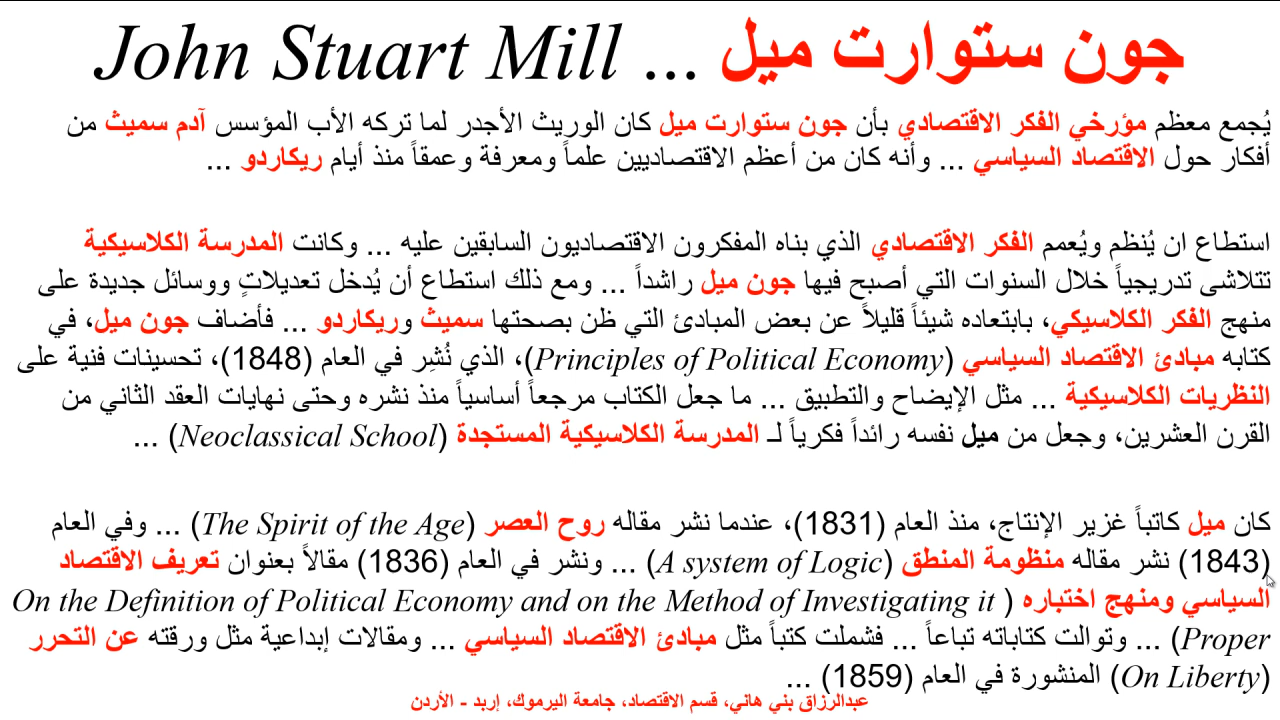 جون ستوارت ميل ... John Stuart Mill
يُجمع معظم مؤرخي الفكر الاقتصادي بأن جون ستوارت ميل كان الوريث الأجدر لما تركه الأب المؤسس آدم سميث من
أفكار حول الاقتصاد السياسي ... وأنه كان من أعظم الاقتصاديين علماً ومعرفة وعمقاً منذ أيام ريكاردو ...
استطاع ان يُنظم ويُعمم الفكر الاقتصادي الذي بناه المفكرون الاقتصاديون السابقين عليه ... وكانت المدرسة الكلاسيكية
تتلاشى تدريجياً خلال السنوات التي أصبح فيها جون ميل راشداً ... ومع ذلك استطاع أن يُدخل تعديلاتٍ ووسائل جديدة على
منهج الفكر الكلاسيكي، بابتعاده شيئاً قليلاً عن بعض المبادئ التي ظن بصحتها سميث وريكاردو ... فأضاف جون ميل، في
كتابه مبادئ الاقتصاد السياسي (Principles of Political Economy)، الذي نُشِر في العام (1848)، تحسينات فنية على
النظريات الكلاسيكية ... مثل الإيضاح والتطبيق ... ما جعل الكتاب مرجعاً أساسياً منذ نشره وحتى نهايات العقد الثاني من
القرن العشرين، وجعل من ميل نفسه رائداً فكرياً لـ المدرسة الكلاسيكية المستجدة (Neoclassical School) ...
كان ميل كاتباً غزير الإنتاج، منذ العام (1831)، عندما نشر مقاله روح العصر (The Spirit of the Age) ... وفي العام
(1843) نشر مقاله منظومة المنطق (A system of Logic) ... ونشر في العام (1836) مقالاً بعنوان تعريف الاقتصاد
السياسي ومنهج اختباره (On the Definition of Political Economy and on the Method of Investigating it
Proper) ... وتوالت كتاباته تباعاً ... فشملت كتباً مثل مبادئ الاقتصاد السياسي ... ومقالات إبداعية مثل ورقته عن التحرر
(On Liberty) المنشورة في العام (1859) ...
عبدالرزاق بني هاني، قسم الاقتصاد، جامعة اليرموك، إربد - الأردن